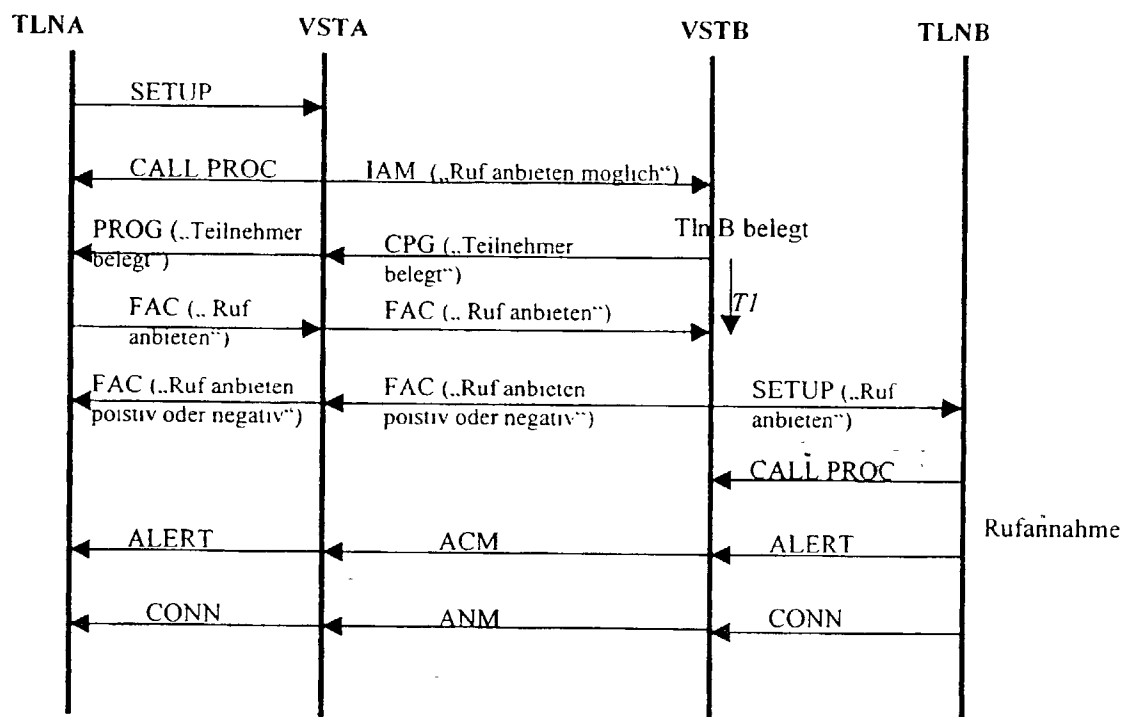 TLNA VSTA VSTB TLNB
SETUP
CALL PROC IAM („Ruf anbieten moglich“)
Tln B belegt
PROG („Teilnehmer
belegt“)
CPG („Teilnehmer
belegt“)
T1
FAC („ Ruf
anbieten“)
FAC („ Ruf anbieten“)
FAC („Ruf anbieten
poistiv oder negativ“)
FAC („Ruf anbieten
poistiv oder negativ“)
SETUP („Ruf
anbieten“)
CALL PROC
Rufannahme
ALERT ACM ALERT
CONN ANM CONN